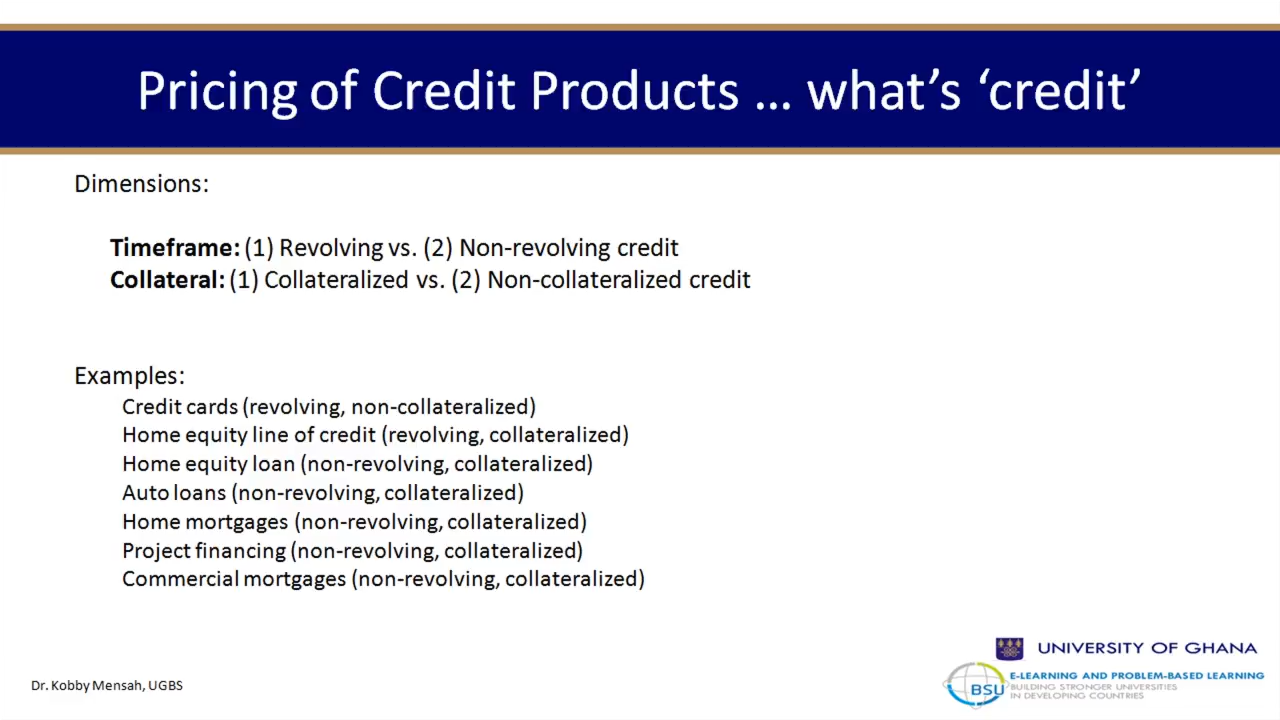 Pricing of Credit Products ... what's 'credit'
Dimensions:
Timeframe: (1) Revolving vs. (2) Non-revolving credit
Collateral: (1) Collateralized vs. (2) Non-collateralized credit
Examples:
Credit cards (revolving, non-collateralized)
Home equity line of credit (revolving, collateralized)
Home equity loan (non-revolving, collateralized)
Auto loans (non-revolving, collateralized)
Home mortgages (non-revolving, collateralized)
Project financing (non-revolving, collateralized)
Commercial mortgages (non-revolving, collateralized)
UNIVERSITY OF GHANA
Dr. Kobby Mensah, UGBS
BSU
E-LEARNING AND PROBLEM-BASED LEARNING
BUILDING STRONGER UNIVERSITIES
IN DEVELOPING COUNTRIES